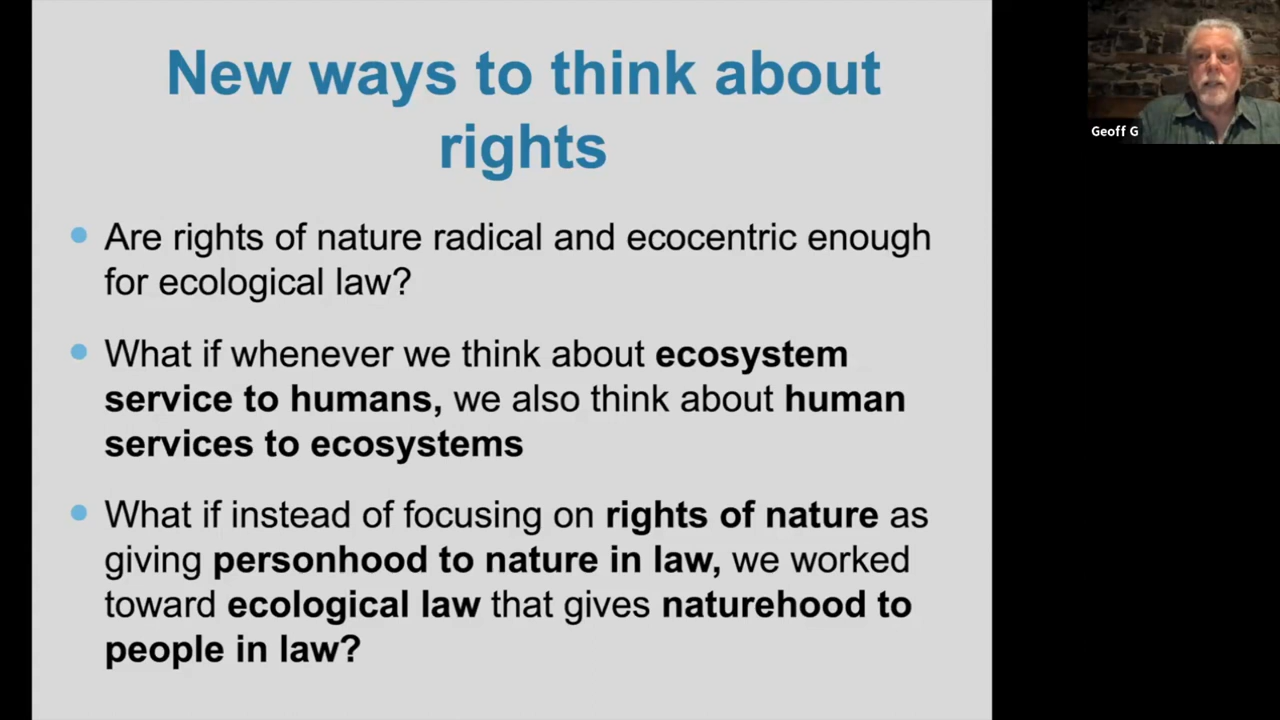 New ways to think about
rights
Are rights of nature radical and ecocentric enough
for ecological law?
What if whenever we think about ecosystem
service to humans, we also think about human
services to ecosystems
What if instead of focusing on rights of nature as
giving personhood to nature in law, we worked
toward ecological law that gives naturehood to
people in law?
Geoff G